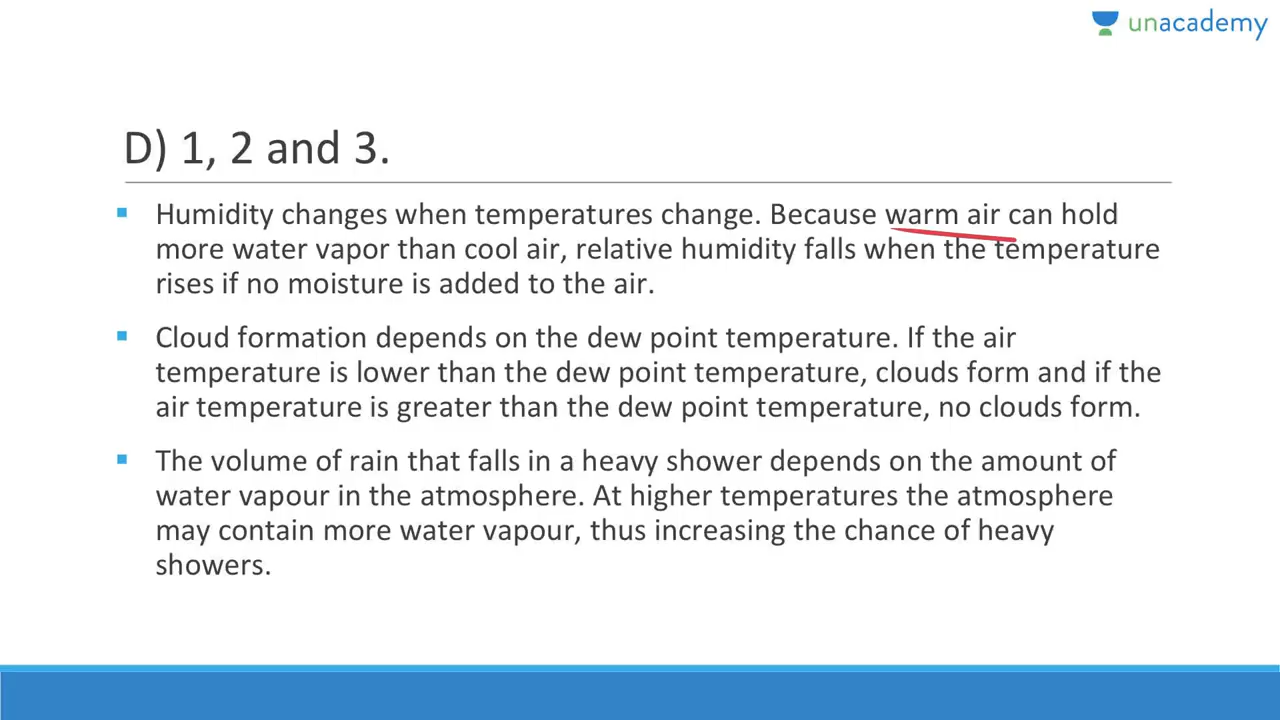 unacademy
D) 1, 2 and 3.
▪ Humidity changes when temperatures change. Because warm air can hold
more water vapor than cool air, relative humidity falls when the temperature
rises if no moisture is added to the air.
▪ Cloud formation depends on the dew point temperature. If the air
temperature is lower than the dew point temperature, clouds form and if the
air temperature is greater than the dew point temperature, no clouds form.
▪ The volume of rain that falls in a heavy shower depends on the amount of
water vapour in the atmosphere. At higher temperatures the atmosphere
may contain more water vapour, thus increasing the chance of heavy
showers.